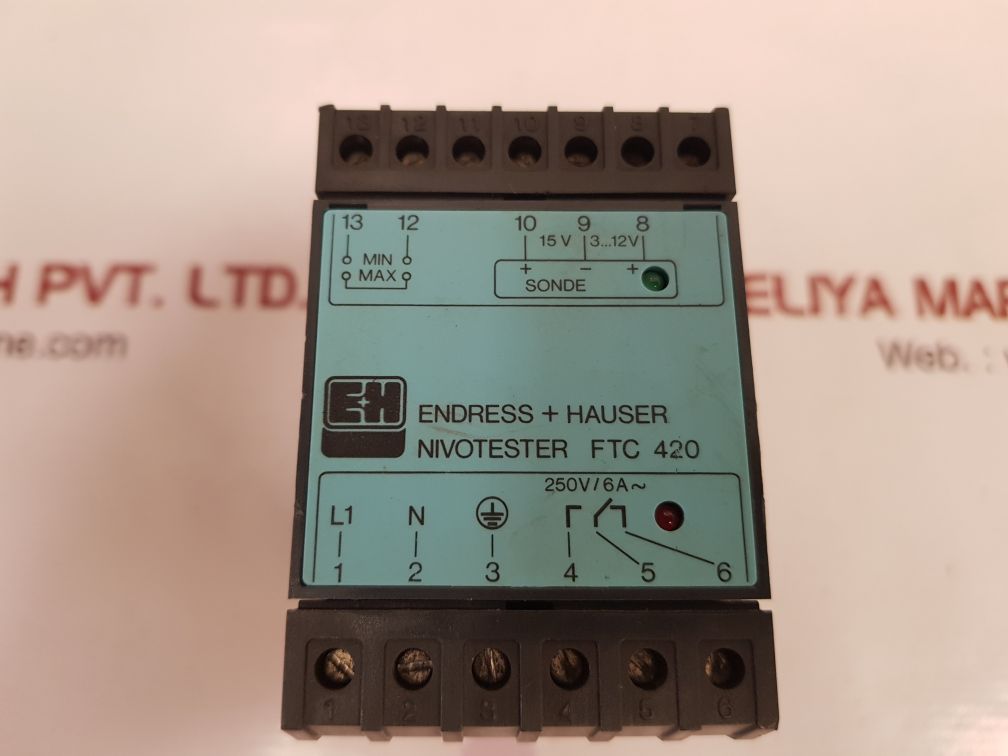 13 12 11 10 9 8 7
13 12 10 9 8
15 V 3...12V
MIN
MAX
+ − +
SONDE
H PVT. LTD.
ELIYA MAR
ne.com
Web. :
E+H
ENDRESS + HAUSER
NIVOTESTER FTC 420
250V/6A~
L1 N
1 2 3 4 5 6
1 2 3 4 5 6